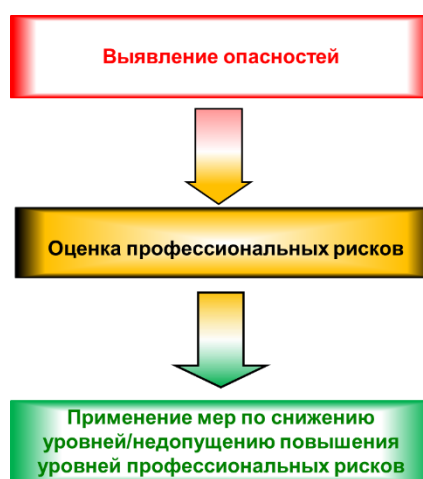 Выявление опасностей
Оценка профессиональных рисков
Применение мер по снижению
уровней/недопущению повышения
уровней профессиональных рисков